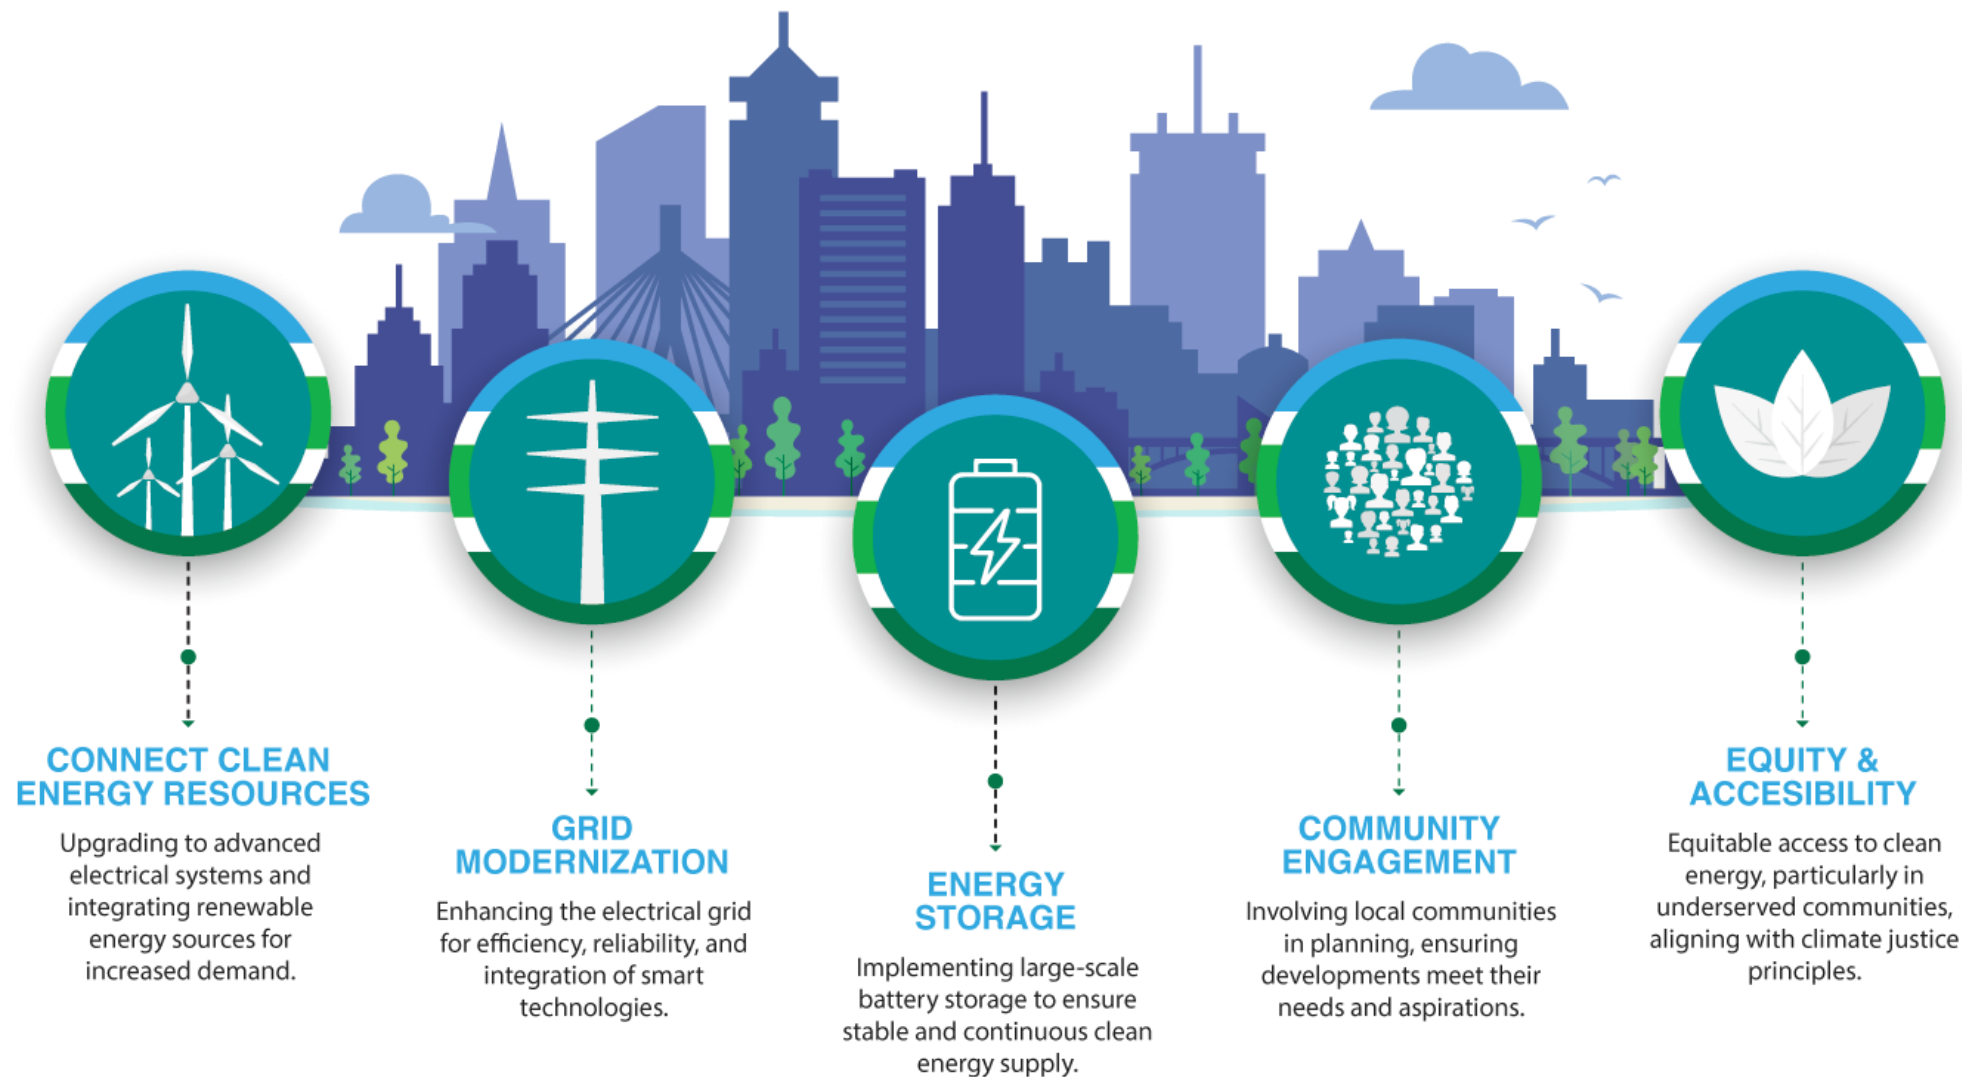 CONNECT CLEAN
ENERGY RESOURCES
Upgrading to advanced
electrical systems and
integrating renewable
energy sources for
increased demand.
GRID
MODERNIZATION
Enhancing the electrical grid
for efficiency, reliability, and
integration of smart
technologies.
ENERGY
STORAGE
Implementing large-scale
battery storage to ensure
stable and continuous clean
energy supply.
COMMUNITY
ENGAGEMENT
Involving local communities
in planning, ensuring
developments meet their
needs and aspirations.
EQUITY &
ACCESIBILITY
Equitable access to clean
energy, particularly in
underserved communities,
aligning with climate justice
principles.